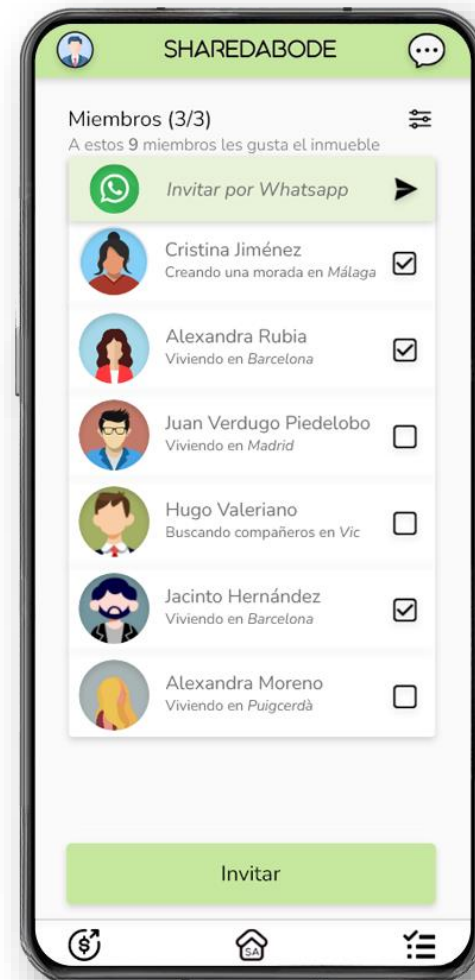 SHAREDABODE
Miembros (3/3)
A estos 9 miembros les gusta el inmueble
Invitar por Whatsapp
Cristina Jiménez
Creando una morada en Málaga
Alexandra Rubia
Viviendo en Barcelona
Juan Verdugo Piedelobo
Viviendo en Madrid
Hugo Valeriano
Buscando compañeros en Vic
Jacinto Hernández
Viviendo en Barcelona
Alexandra Moreno
Viviendo en Puigcerdà
Invitar
$
SA